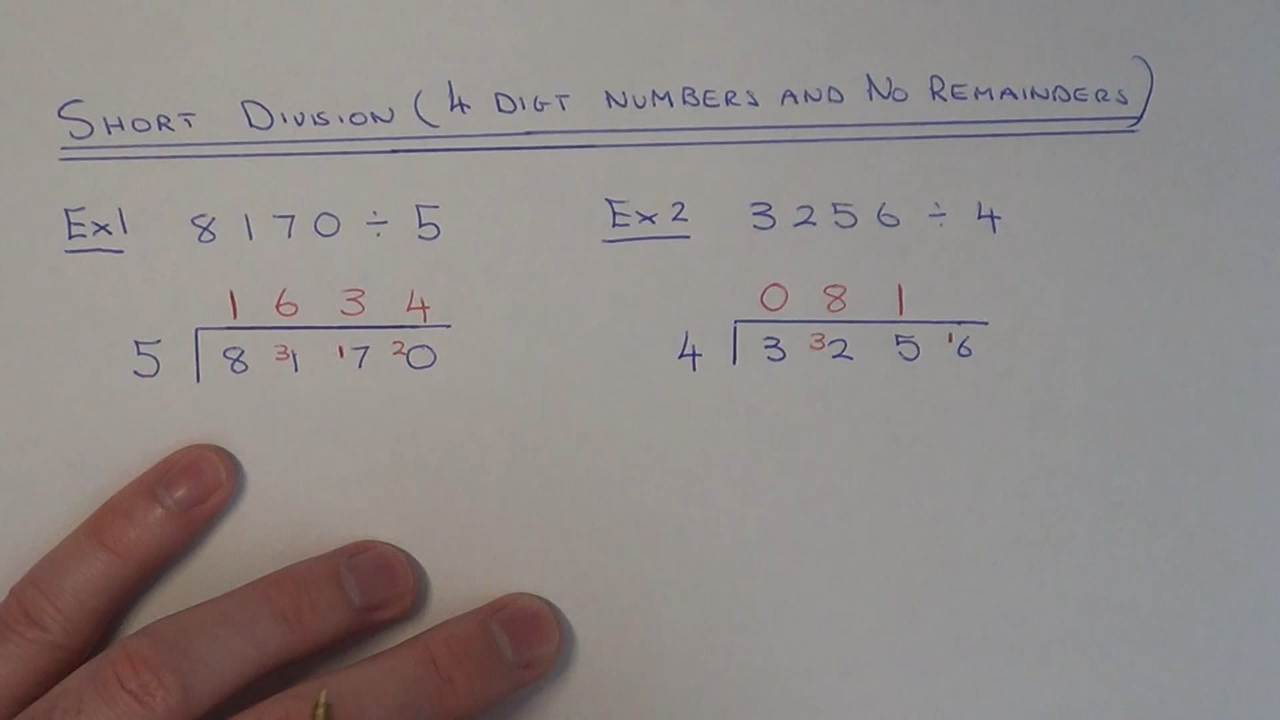 SHORT DIVISION (4 DIGT NUMBERS AND NO REMAINDERS)
Ex1 8170 ÷ 5
1 6 3 4
5 8 31 17 20
Ex2 3256 ÷ 4
0 8 1
4 3 32 5 16